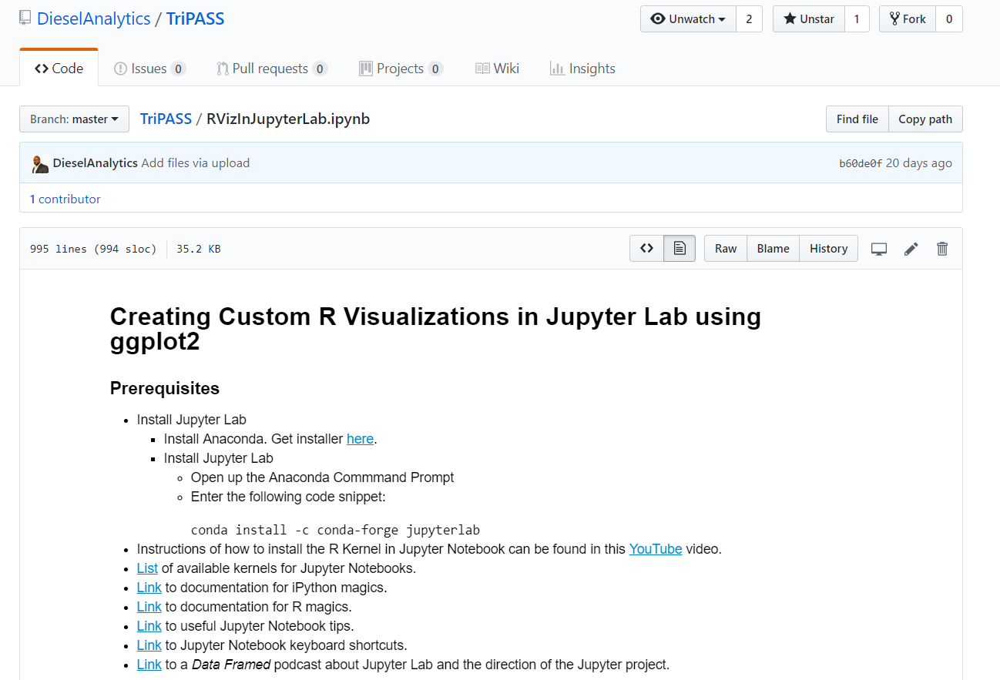 DieselAnalytics / TriPASS
Unwatch 2 Unstar 1 Fork 0
Code Issues 0 Pull requests 0 Projects 0 Wiki Insights
Branch: master TriPASS / RVizInJupyterLab.ipynb Find file Copy path
DieselAnalytics Add files via upload b60de0f 20 days ago
1 contributor
995 lines (994 sloc) 35.2 KB Raw Blame History
Creating Custom R Visualizations in Jupyter Lab using
ggplot2
Prerequisites
Install Jupyter Lab
Install Anaconda. Get installer here.
Install Jupyter Lab
Open up the Anaconda Commmand Prompt
Enter the following code snippet:
conda install -c conda-forge jupyterlab
Instructions of how to install the R Kernel in Jupyter Notebook can be found in this YouTube video.
List of available kernels for Jupyter Notebooks.
Link to documentation for iPython magics.
Link to documentation for R magics.
Link to useful Jupyter Notebook tips.
Link to Jupyter Notebook keyboard shortcuts.
Link to a Data Framed podcast about Jupyter Lab and the direction of the Jupyter project.